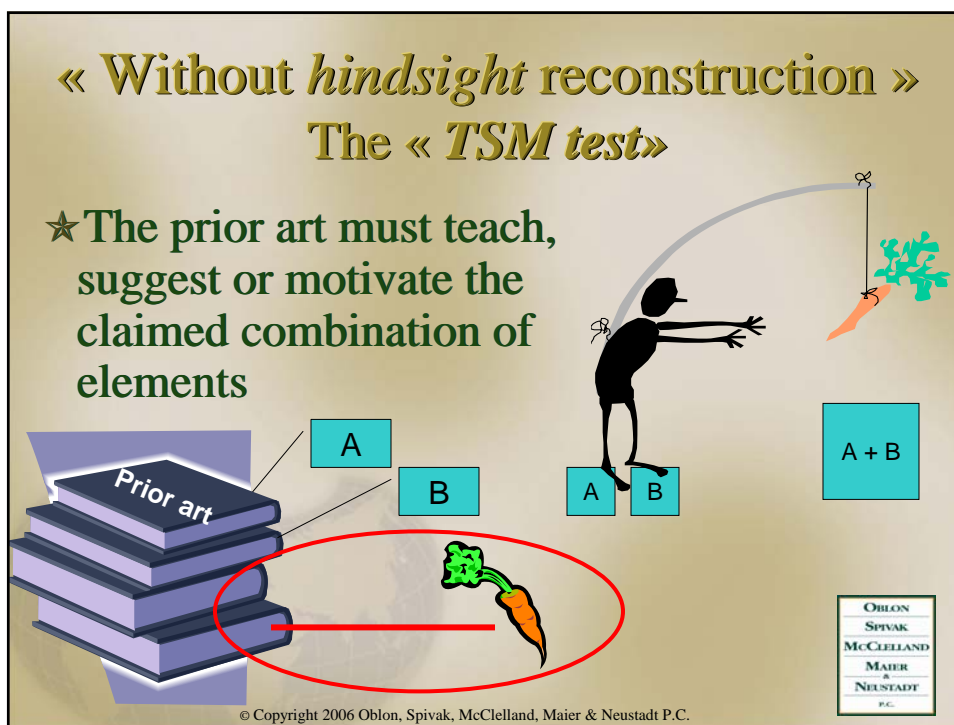 « Without hindsight reconstruction »
The « TSM test»
The prior art must teach,
suggest or motivate the
claimed combination of
elements
A
B
Prior art
A
B
A + B
OBLON
SPIVAK
MCCLELLAND
MAIER
&
NEUSTADT
P.C.
© Copyright 2006 Oblon, Spivak, McClelland, Maier & Neustadt P.C.